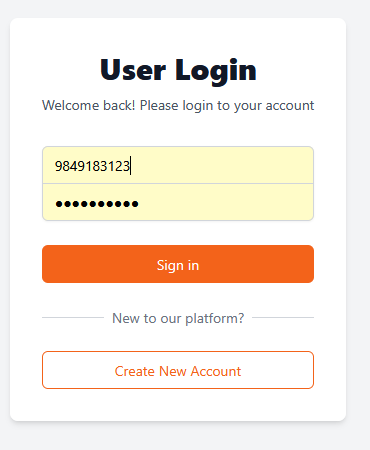 User Login
Welcome back! Please login to your account
9849183123
••••••••••
Sign in
New to our platform?
Create New Account